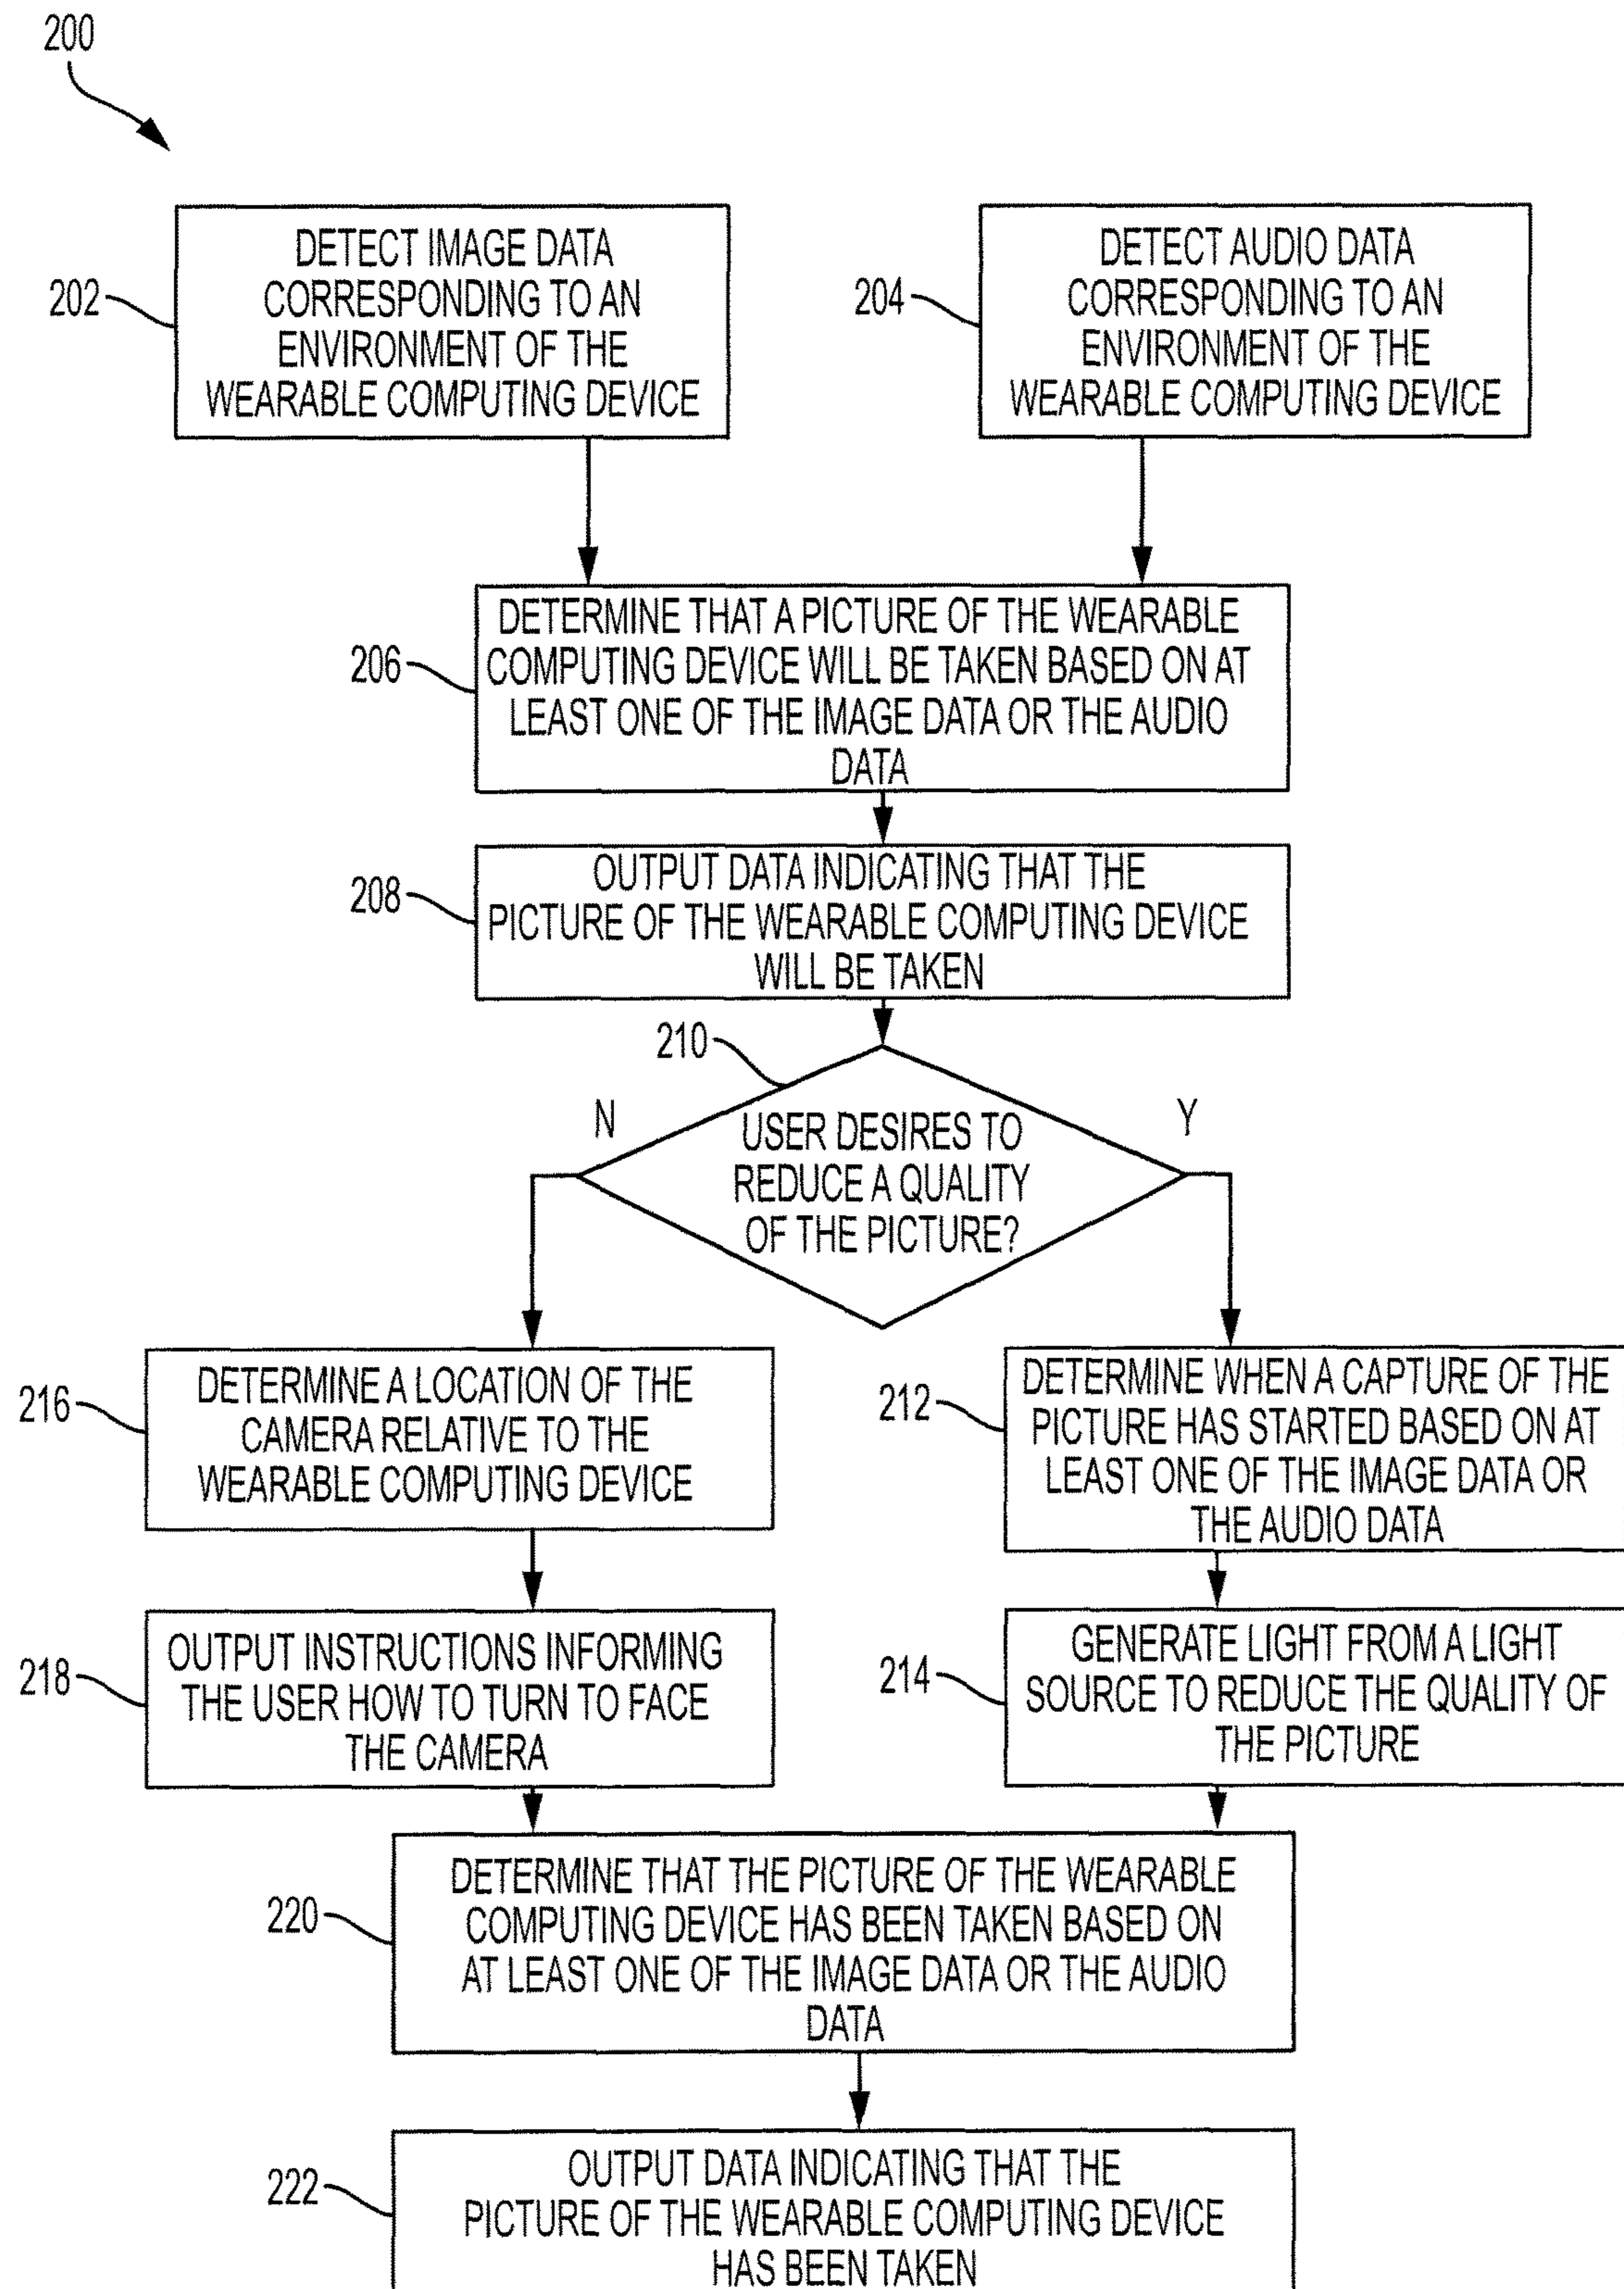 200
202
DETECT IMAGE DATA
CORRESPONDING TO AN
ENVIRONMENT OF THE
WEARABLE COMPUTING DEVICE
204
DETECT AUDIO DATA
CORRESPONDING TO AN
ENVIRONMENT OF THE
WEARABLE COMPUTING DEVICE
206
DETERMINE THAT A PICTURE OF THE WEARABLE
COMPUTING DEVICE WILL BE TAKEN BASED ON AT
LEAST ONE OF THE IMAGE DATA OR THE AUDIO
DATA
208
OUTPUT DATA INDICATING THAT THE
PICTURE OF THE WEARABLE COMPUTING DEVICE
WILL BE TAKEN
210
N
Y
USER DESIRES TO
REDUCE A QUALITY
OF THE PICTURE?
216
DETERMINE A LOCATION OF THE
CAMERA RELATIVE TO THE
WEARABLE COMPUTING DEVICE
212
DETERMINE WHEN A CAPTURE OF THE
PICTURE HAS STARTED BASED ON AT
LEAST ONE OF THE IMAGE DATA OR
THE AUDIO DATA
218
OUTPUT INSTRUCTIONS INFORMING
THE USER HOW TO TURN TO FACE
THE CAMERA
214
GENERATE LIGHT FROM A LIGHT
SOURCE TO REDUCE THE QUALITY OF
THE PICTURE
220
DETERMINE THAT THE PICTURE OF THE WEARABLE
COMPUTING DEVICE HAS BEEN TAKEN BASED ON
AT LEAST ONE OF THE IMAGE DATA OR THE AUDIO
DATA
222
OUTPUT DATA INDICATING THAT THE
PICTURE OF THE WEARABLE COMPUTING DEVICE
HAS BEEN TAKEN